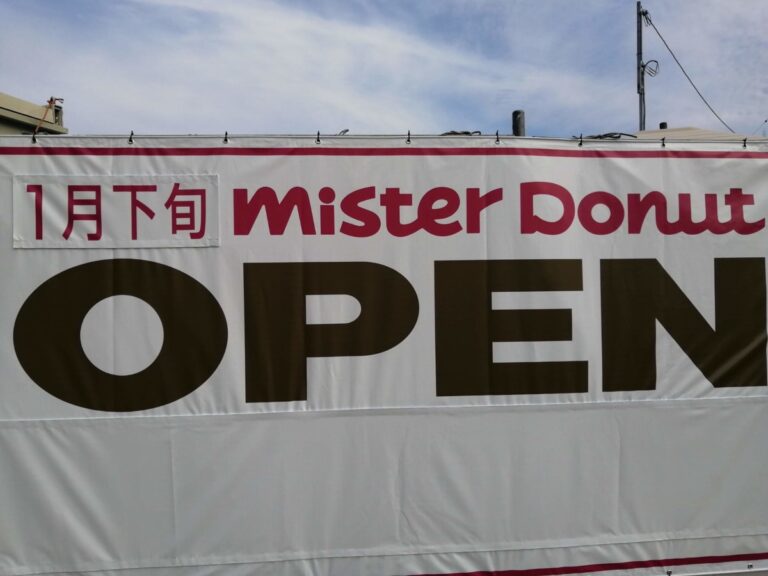 1月下旬 mister Donut
OPEN